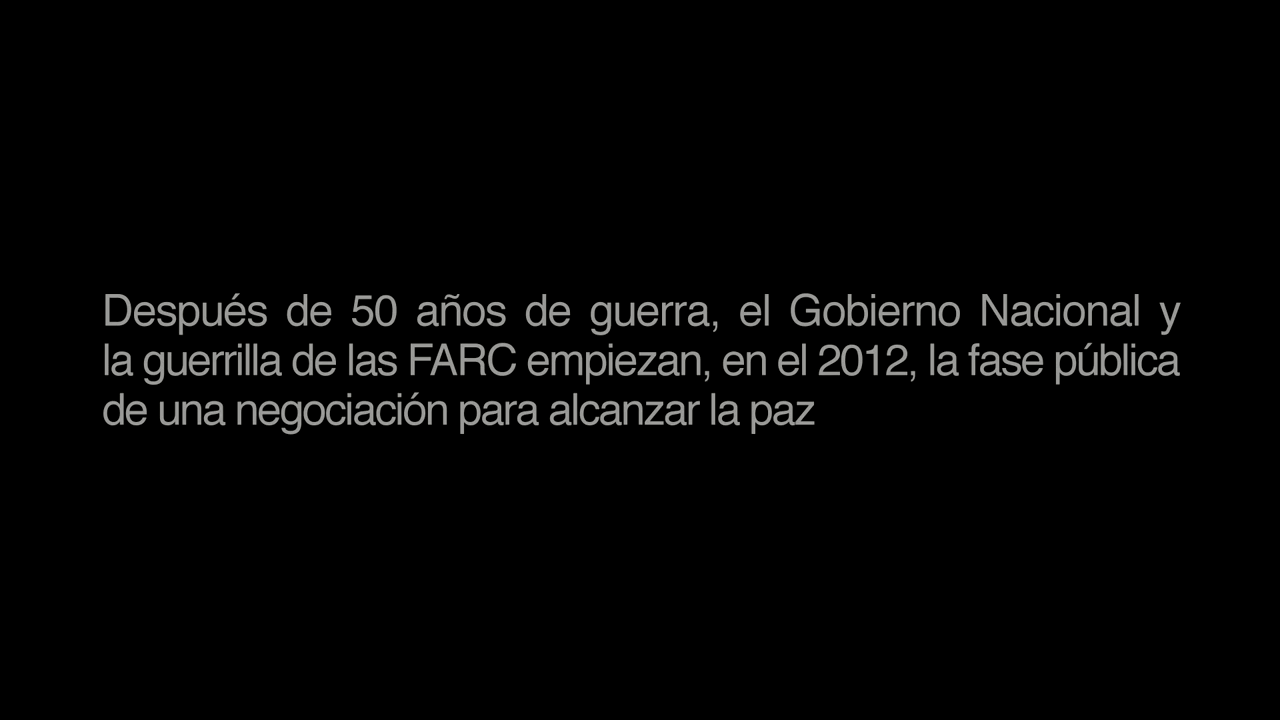 Después de 50 años de guerra, el Gobierno Nacional y
la guerrilla de las FARC empiezan, en el 2012, la fase pública
de una negociación para alcanzar la paz